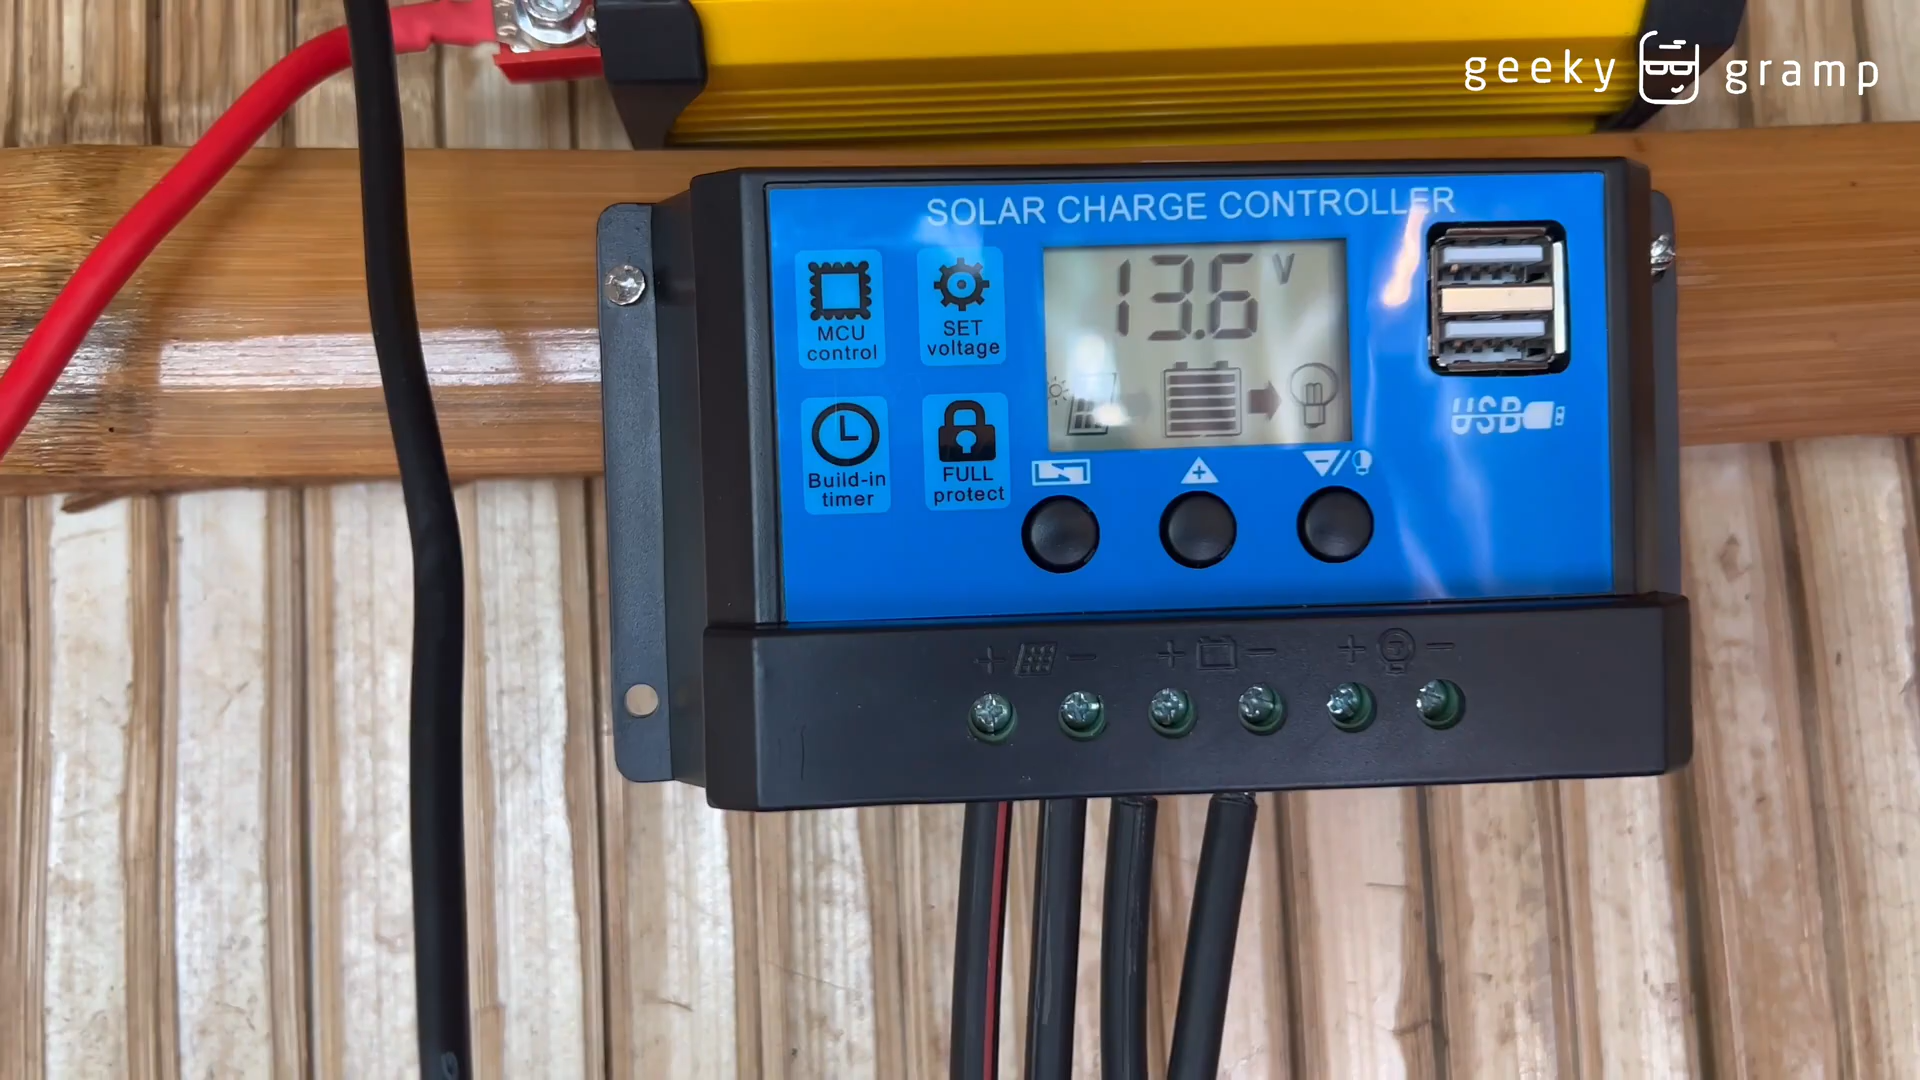 geeky gramp
SOLAR CHARGE CONTROLLER
MCU
control
SET
voltage
13.6 V
Build-in
timer
FULL
protect
USB
+ - + - + -